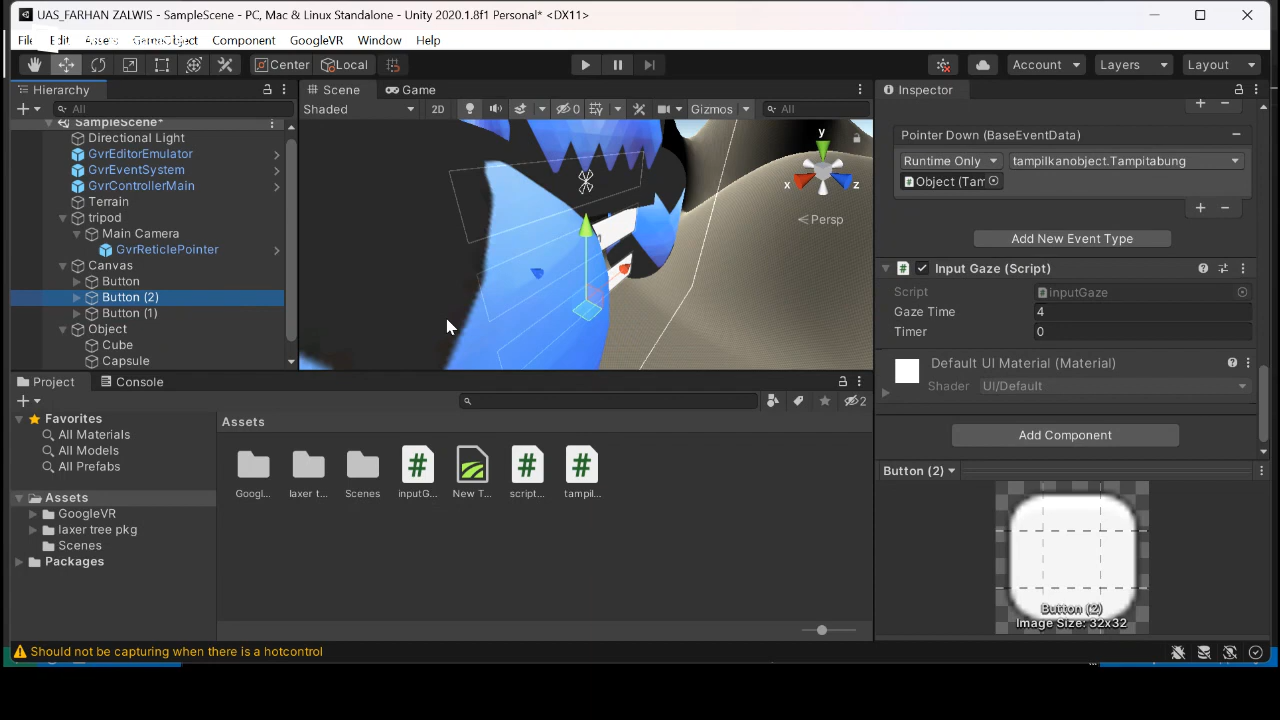 UAS_FARHAN ZALWIS - SampleScene - PC, Mac & Linux Standalone - Unity 2020.1.8f1 Personal* <DX11>
File Edit Assets GameObject Component GoogleVR Window Help
Center Local Account Layers Layout
Hierarchy
All
SampleScene*
Directional Light
GvrEditorEmulator
GvrEventSystem
GvrControllerMain
Terrain
tripod
Main Camera
GvrReticlePointer
Canvas
Button
Button (2)
Button (1)
Object
Cube
Capsule
Scene Game
Shaded 2D 0 Gizmos All
y
x z
Persp
Inspector
Pointer Down (BaseEventData)
Runtime Only tampilkanobject.Tampitabung
Object (Tam
Add New Event Type
Input Gaze (Script)
Script inputGaze
Gaze Time 4
Timer 0
Default UI Material (Material)
Shader UI/Default
Add Component
Button (2)
Button (2)
Image Size: 32x32
Project Console
2
Favorites
All Materials
All Models
All Prefabs
Assets
GoogleVR
laxer tree pkg
Scenes
Packages
Assets
Googl... laxer t... Scenes inputG... New T... script... tampil...
Should not be capturing when there is a hotcontrol